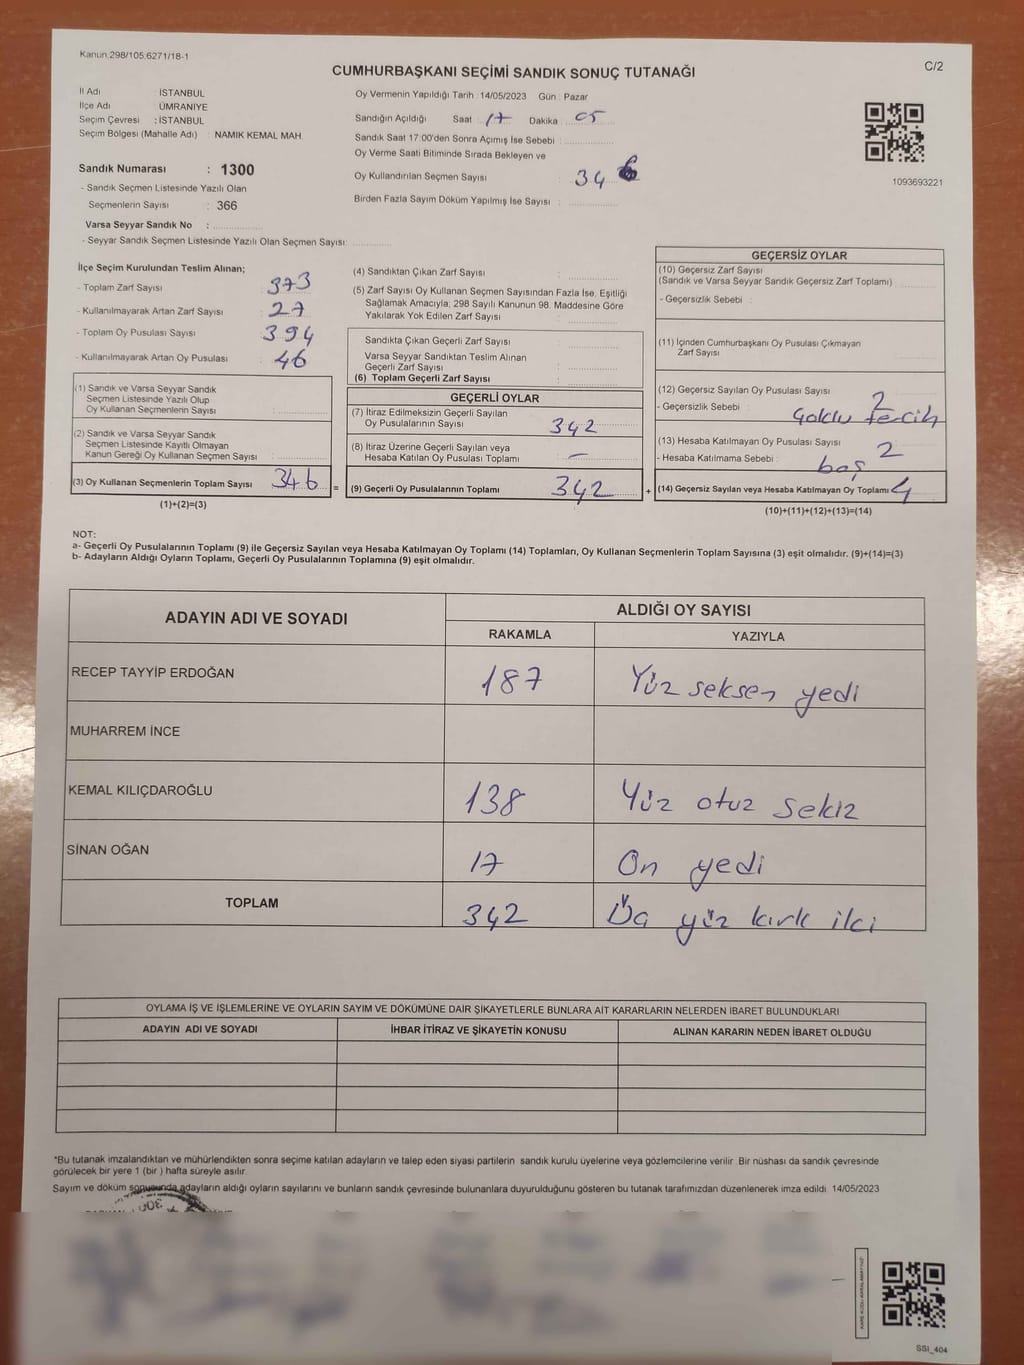 Kanun 298/105.6271/18-1
C/2
CUMHURBAŞKANI SEÇİMİ SANDIK SONUÇ TUTANAĞI
İl Adı İSTANBUL
İlçe Adı ÜMRANİYE
Seçim Çevresi : İSTANBUL
Seçim Bölgesi (Mahalle Adı) : NAMIK KEMAL MAH.
Sandık Numarası : 1300
- Sandık Seçmen Listesinde Yazılı Olan
Seçmenlerin Sayısı : 366
Varsa Seyyar Sandık No :
- Seyyar Sandık Seçmen Listesinde Yazılı Olan Seçmen Sayısı:
Oy Vermenin Yapıldığı Tarih : 14/05/2023 Gün : Pazar
Sandığın Açıldığı Saat 17 Dakika 05
Sandık Saat 17:00'den Sonra Açımış İse Sebebi :
Oy Verme Saati Bitiminde Sırada Bekleyen ve
Oy Kullandırılan Seçmen Sayısı : 346
Birden Fazla Sayım Döküm Yapılmış İse Sayısı :
1093693221
İlçe Seçim Kurulundan Teslim Alınan;
- Toplam Zarf Sayısı 373
- Kullanılmayarak Artan Zarf Sayısı : 27
- Toplam Oy Pusulası Sayısı : 394
- Kullanılmayarak Artan Oy Pusulası : 46
(1) Sandık ve Varsa Seyyar Sandık
Seçmen Listesinde Yazılı Olup
Oy Kullanan Seçmenlerin Sayısı :
(2) Sandık ve Varsa Seyyar Sandık
Seçmen Listesinde Kayıtlı Olmayan
Kanun Gereği Oy Kullanan Seçmen Sayısı :
(3) Oy Kullanan Seçmenlerin Toplam Sayısı 346 =
(1)+(2)=(3)
(4) Sandıktan Çıkan Zarf Sayısı :
(5) Zarf Sayısı Oy Kullanan Seçmen Sayısından Fazla İse, Eşitliği
Sağlamak Amacıyla; 298 Sayılı Kanunun 98. Maddesine Göre
Yakılarak Yok Edilen Zarf Sayısı :
Sandıkta Çıkan Geçerli Zarf Sayısı :
Varsa Seyyar Sandıktan Teslim Alınan
Geçerli Zarf Sayısı :
(6) Toplam Geçerli Zarf Sayısı :
GEÇERLİ OYLAR
(7) İtiraz Edilmeksizin Geçerli Sayılan
Oy Pusulalarının Sayısı : 342
(8) İtiraz Üzerine Geçerli Sayılan veya
Hesaba Katılan Oy Pusulası Toplamı : –
(9) Geçerli Oy Pusulalarının Toplamı 342 +
GEÇERSİZ OYLAR
(10) Geçersiz Zarf Sayısı
(Sandık ve Varsa Seyyar Sandık Geçersiz Zarf Toplamı)
- Geçersizlik Sebebi :
(11) İçinden Cumhurbaşkanı Oy Pusulası Çıkmayan
Zarf Sayısı
(12) Geçersiz Sayılan Oy Pusulası Sayısı 2
- Geçersizlik Sebebi : Çoklu tercih
(13) Hesaba Katılmayan Oy Pusulası Sayısı 2
- Hesaba Katılmama Sebebi : boş
(14) Geçersiz Sayılan veya Hesaba Katılmayan Oy Toplamı 4
(10)+(11)+(12)+(13)=(14)
NOT:
a- Geçerli Oy Pusulalarının Toplamı (9) ile Geçersiz Sayılan veya Hesaba Katılmayan Oy Toplamı (14) Toplamları, Oy Kullanan Seçmenlerin Toplam Sayısına (3) eşit olmalıdır. (9)+(14)=(3)
b- Adayların Aldığı Oyların Toplamı, Geçerli Oy Pusulalarının Toplamına (9) eşit olmalıdır.
ADAYIN ADI VE SOYADI ALDIĞI OY SAYISI
RAKAMLA YAZIYLA
RECEP TAYYİP ERDOĞAN 187 Yüz seksen yedi
MUHARREM İNCE
KEMAL KILIÇDAROĞLU 138 Yüz otuz sekiz
SİNAN OĞAN 17 On yedi
TOPLAM 342 Üç yüz kırk iki
OYLAMA İŞ VE İŞLEMLERİNE VE OYLARIN SAYIM VE DÖKÜMÜNE DAİR ŞİKAYETLERLE BUNLARA AİT KARARLARIN NELERDEN İBARET BULUNDUKLARI
ADAYIN ADI VE SOYADI İHBAR İTİRAZ VE ŞİKAYETİN KONUSU ALINAN KARARIN NEDEN İBARET OLDUĞU
*Bu tutanak imzalandıktan ve mühürlendikten sonra seçime katılan adayların ve talep eden siyasi partilerin sandık kurulu üyelerine veya gözlemcilerine verilir. Bir nüshası da sandık çevresinde
görülecek bir yere 1 (bir ) hafta süreyle asılır.
Sayım ve döküm sonucunda adayların aldığı oyların sayılarını ve bunların sandık çevresinde bulunanlara duyurulduğunu gösteren bu tutanak tarafımızdan düzenlenerek imza edildi. 14/05/2023
SSI_404